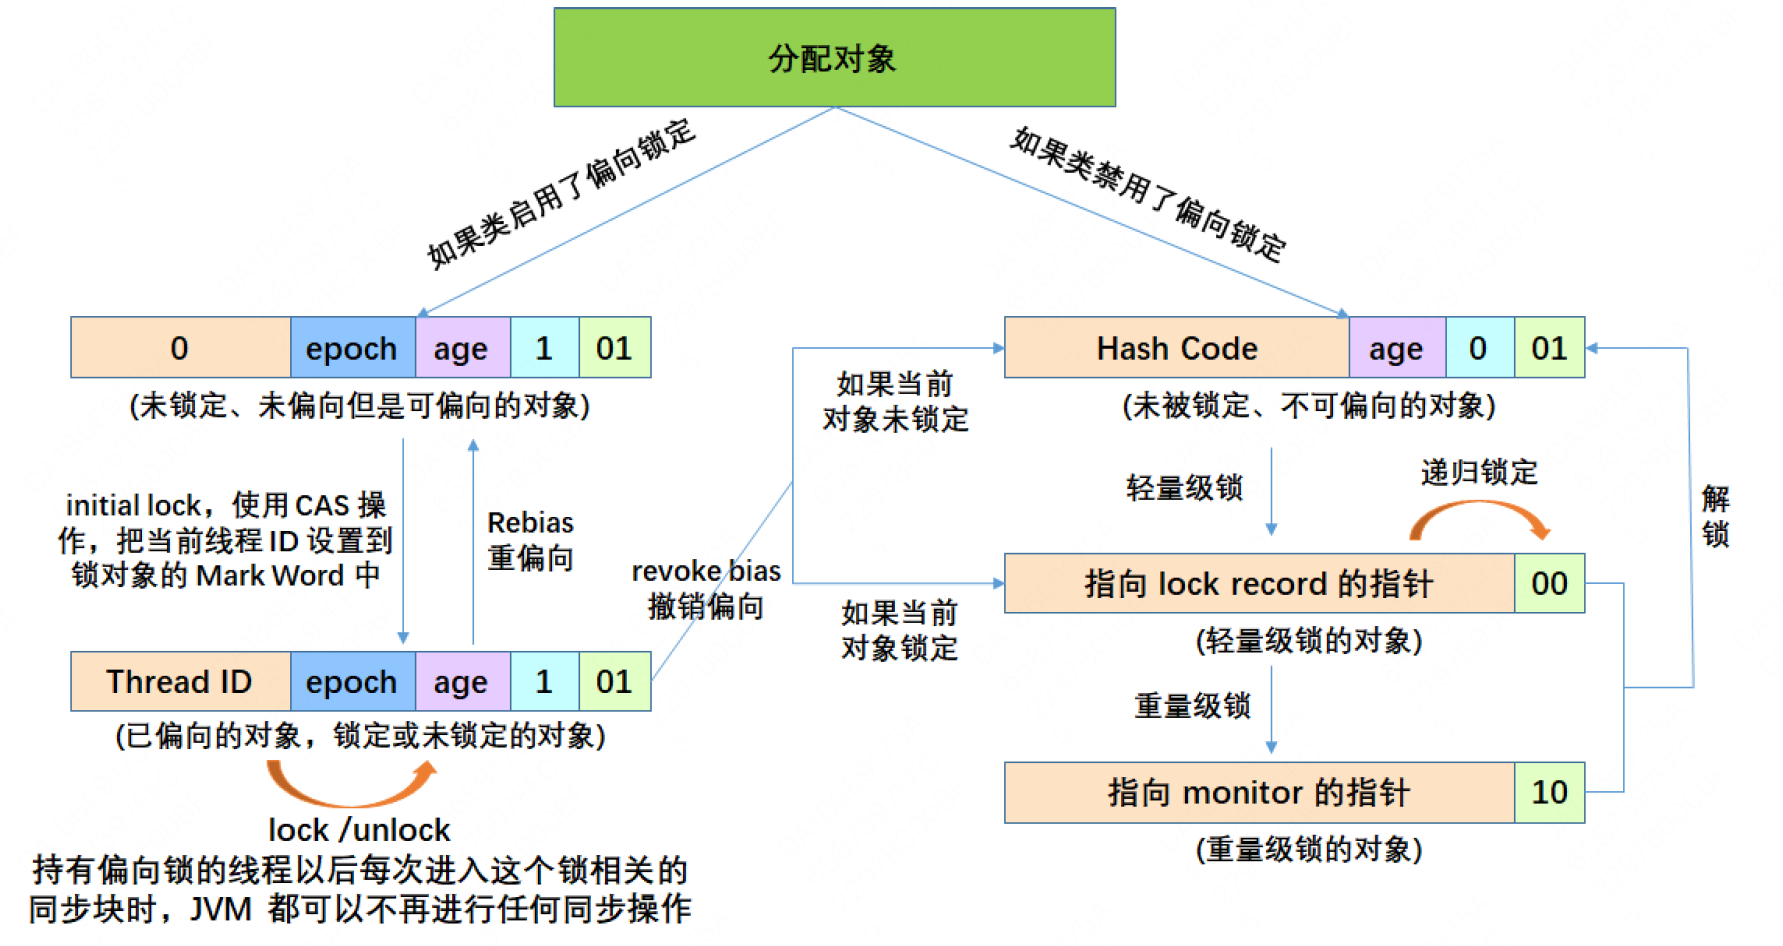 分配对象
如果类启用了偏向锁定
如果类禁用了偏向锁定
0 epoch age 1 01
(未锁定、未偏向但是可偏向的对象)
initial lock，使用 CAS 操
作，把当前线程 ID 设置到
锁对象的 Mark Word 中
Rebias
重偏向
Thread ID epoch age 1 01
(已偏向的对象，锁定或未锁定的对象)
lock /unlock
持有偏向锁的线程以后每次进入这个锁相关的
同步块时，JVM 都可以不再进行任何同步操作
revoke bias
撤销偏向
如果当前
对象未锁定
如果当前
对象锁定
Hash Code age 0 01
(未被锁定、不可偏向的对象)
轻量级锁
递归锁定
指向 lock record 的指针 00
(轻量级锁的对象)
重量级锁
指向 monitor 的指针 10
(重量级锁的对象)
解
锁